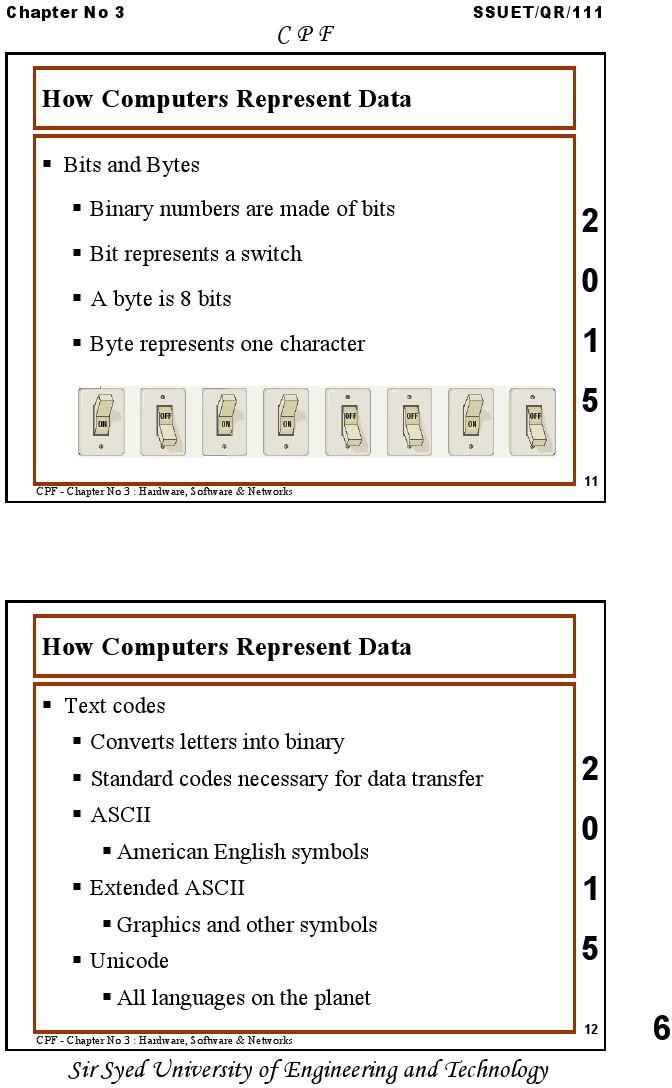 Chapter No 3 SSUET/QR/111
C P F
How Computers Represent Data
▪ Bits and Bytes
▪ Binary numbers are made of bits
▪ Bit represents a switch
▪ A byte is 8 bits
▪ Byte represents one character
ON OFF ON ON OFF OFF ON OFF
2
0
1
5
11
CPF - Chapter No 3 : Hardware, Software & Networks
How Computers Represent Data
▪ Text codes
▪ Converts letters into binary
▪ Standard codes necessary for data transfer
▪ ASCII
▪ American English symbols
▪ Extended ASCII
▪ Graphics and other symbols
▪ Unicode
▪ All languages on the planet
2
0
1
5
12
CPF - Chapter No 3 : Hardware, Software & Networks
6
Sir Syed University of Engineering and Technology